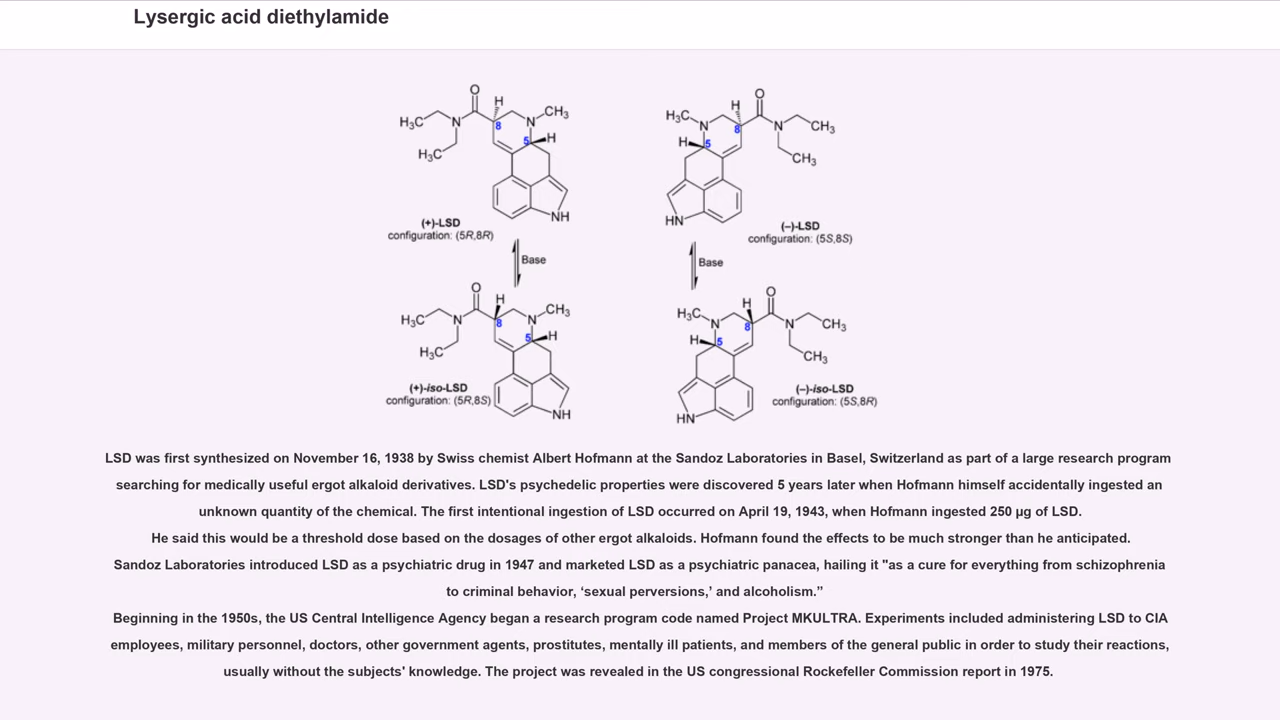 Lysergic acid diethylamide
O
H
H₃C
N
8
N
CH₃
5
H
H₃C
NH
(+)-LSD
configuration: (5R,8R)
O
H
H₃C
N
8
N
CH₃
5
H
CH₃
HN
(–)-LSD
configuration: (5S,8S)
Base
Base
O
H
H₃C
N
8
N
CH₃
5
H
H₃C
NH
(+)-iso-LSD
configuration: (5R,8S)
O
H
H₃C
N
8
N
CH₃
5
H
CH₃
HN
(–)-iso-LSD
configuration: (5S,8R)
LSD was first synthesized on November 16, 1938 by Swiss chemist Albert Hofmann at the Sandoz Laboratories in Basel, Switzerland as part of a large research program
searching for medically useful ergot alkaloid derivatives. LSD's psychedelic properties were discovered 5 years later when Hofmann himself accidentally ingested an
unknown quantity of the chemical. The first intentional ingestion of LSD occurred on April 19, 1943, when Hofmann ingested 250 µg of LSD.
He said this would be a threshold dose based on the dosages of other ergot alkaloids. Hofmann found the effects to be much stronger than he anticipated.
Sandoz Laboratories introduced LSD as a psychiatric drug in 1947 and marketed LSD as a psychiatric panacea, hailing it "as a cure for everything from schizophrenia
to criminal behavior, ‘sexual perversions,’ and alcoholism.”
Beginning in the 1950s, the US Central Intelligence Agency began a research program code named Project MKULTRA. Experiments included administering LSD to CIA
employees, military personnel, doctors, other government agents, prostitutes, mentally ill patients, and members of the general public in order to study their reactions,
usually without the subjects' knowledge. The project was revealed in the US congressional Rockefeller Commission report in 1975.